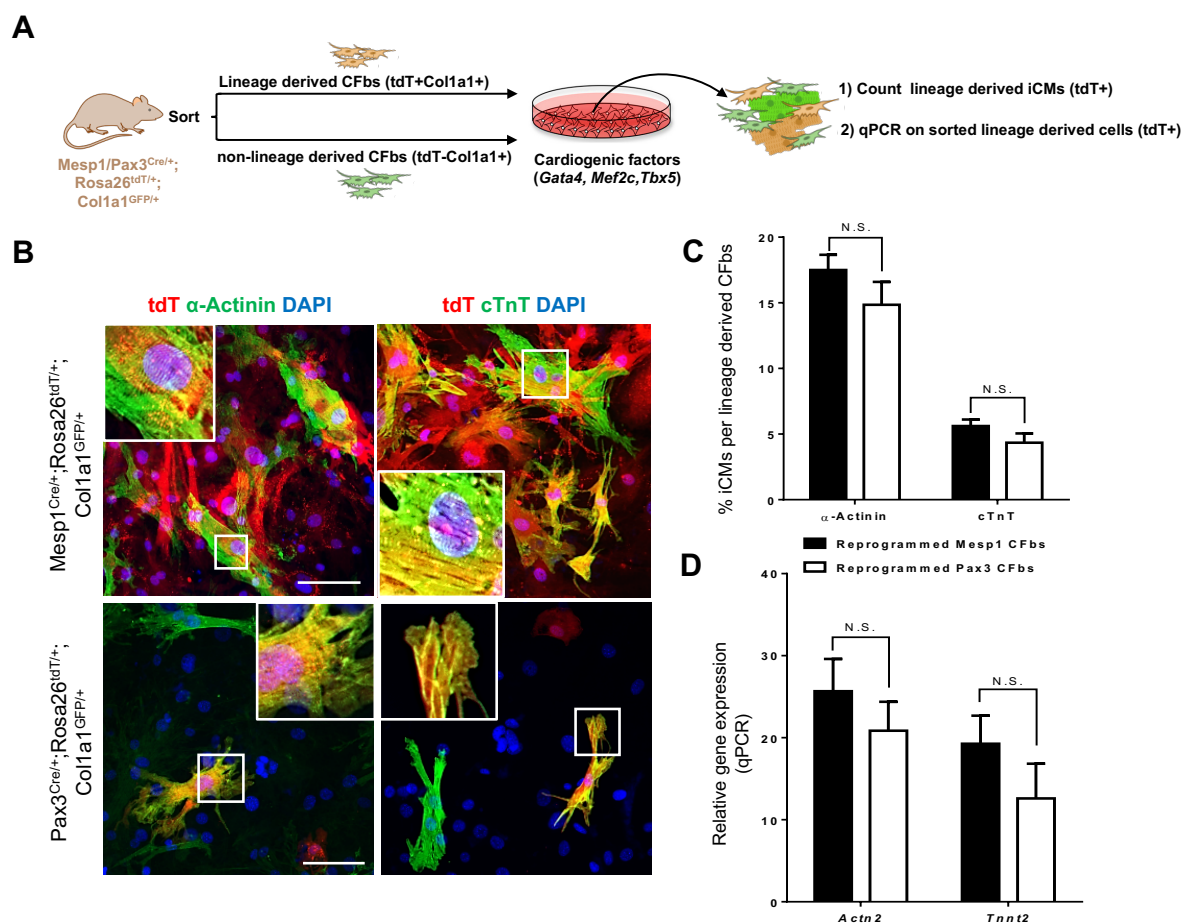 A
Lineage derived CFbs (tdT+Col1a1+)
Sort
non-lineage derived CFbs (tdT-Col1a1+)
Mesp1/Pax3Cre/+;
Rosa26tdT/+;
Col1a1GFP/+
Cardiogenic factors
(Gata4, Mef2c,Tbx5)
1) Count lineage derived iCMs (tdT+)
2) qPCR on sorted lineage derived cells (tdT+)
B
tdT α-Actinin DAPI
tdT cTnT DAPI
Mesp1Cre/+;Rosa26tdT/+;
Col1a1GFP/+
Pax3Cre/+;Rosa26tdT/+;
Col1a1GFP/+
C
% iCMs per lineage derived CFbs
20
15
10
5
0
N.S.
N.S.
α-Actinin
cTnT
Reprogrammed Mesp1 CFbs
Reprogrammed Pax3 CFbs
D
Relative gene expression
(qPCR)
40
30
20
10
0
N.S.
N.S.
Actn2
Tnnt2